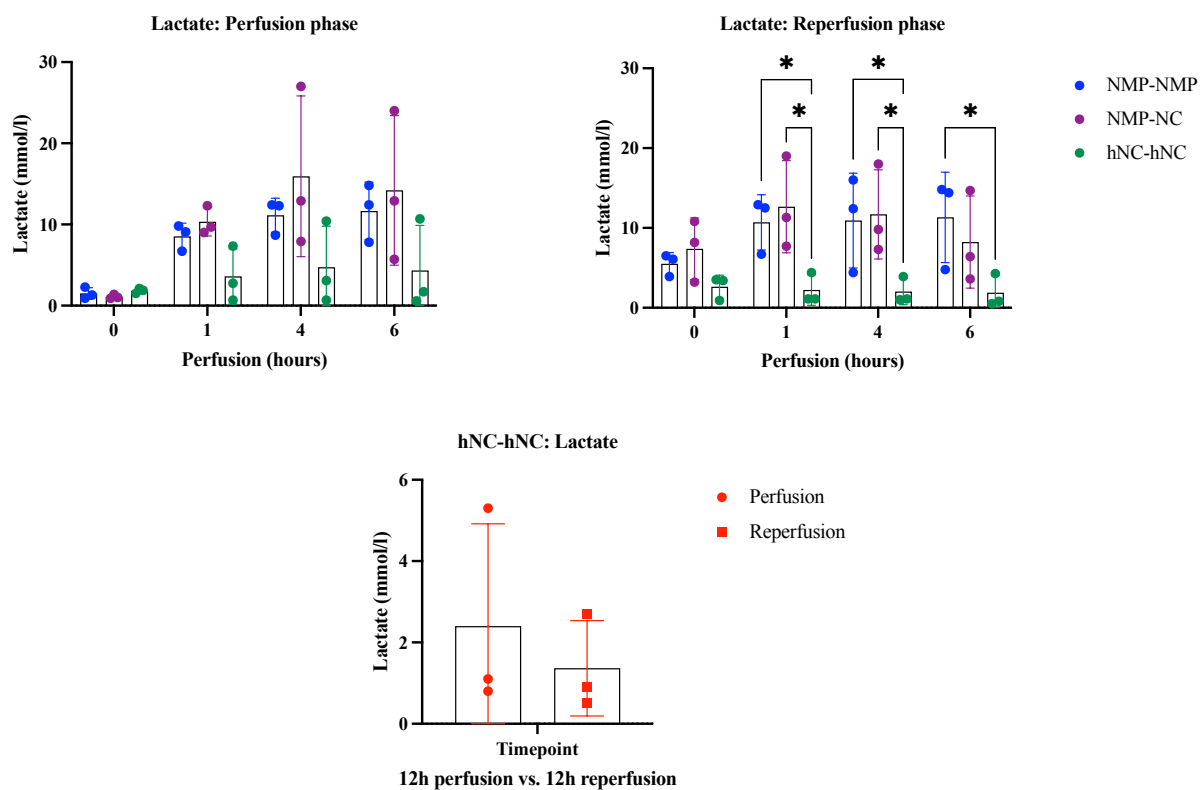 Lactate: Perfusion phase
30
20
10
0
Lactate (mmol/l)
0 1 4 6
Perfusion (hours)
Lactate: Reperfusion phase
30
20
10
0
Lactate (mmol/l)
* * * * *
0 1 4 6
Perfusion (hours)
NMP-NMP
NMP-NC
hNC-hNC
hNC-hNC: Lactate
6
4
2
0
Lactate (mmol/l)
Timepoint
12h perfusion vs. 12h reperfusion
Perfusion
Reperfusion